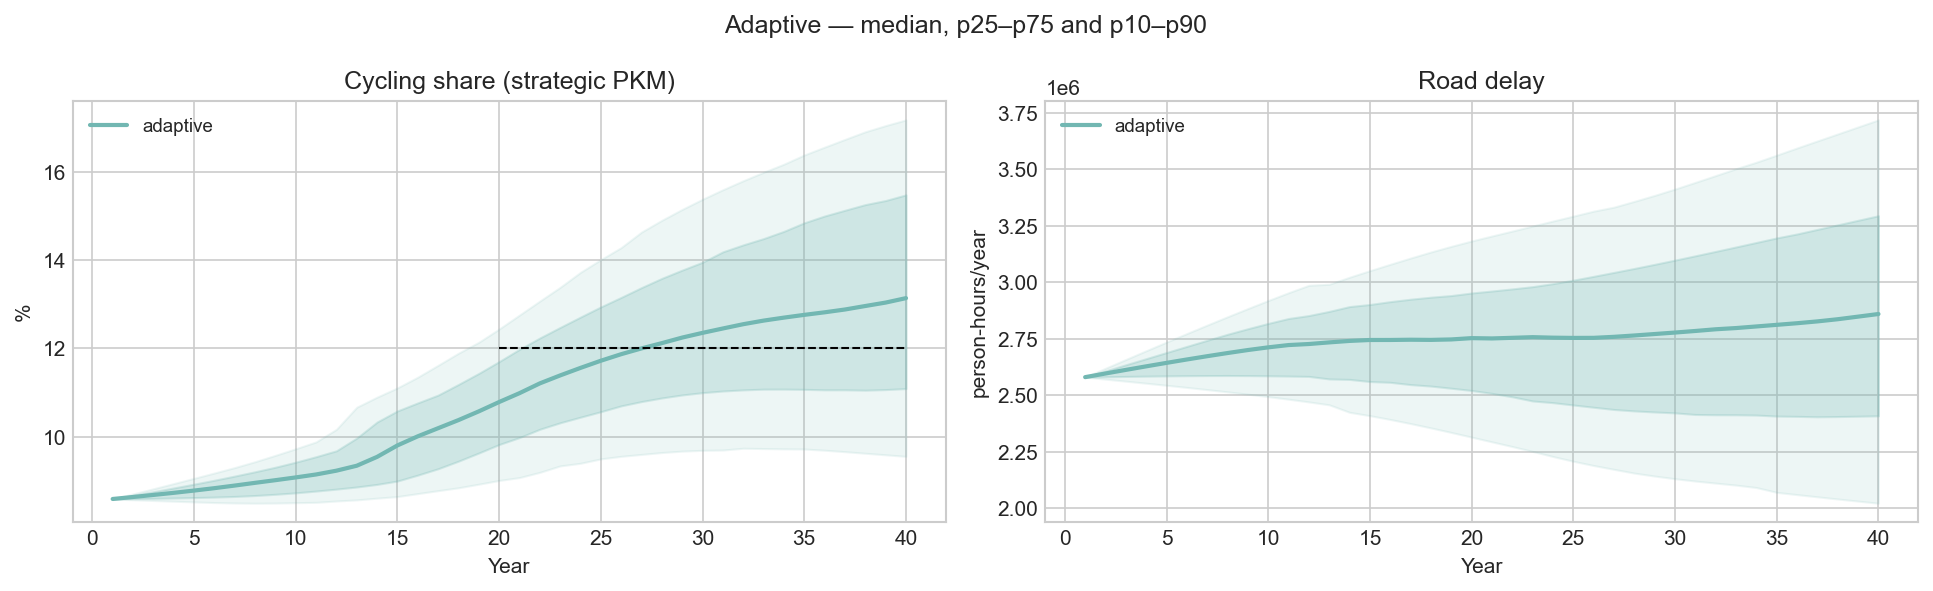 Adaptive — median, p25–p75 and p10–p90
Cycling share (strategic PKM)
adaptive
%
16
14
12
10
0 5 10 15 20 25 30 35 40
Year
Road delay
1e6
adaptive
person-hours/year
3.75
3.50
3.25
3.00
2.75
2.50
2.25
2.00
0 5 10 15 20 25 30 35 40
Year